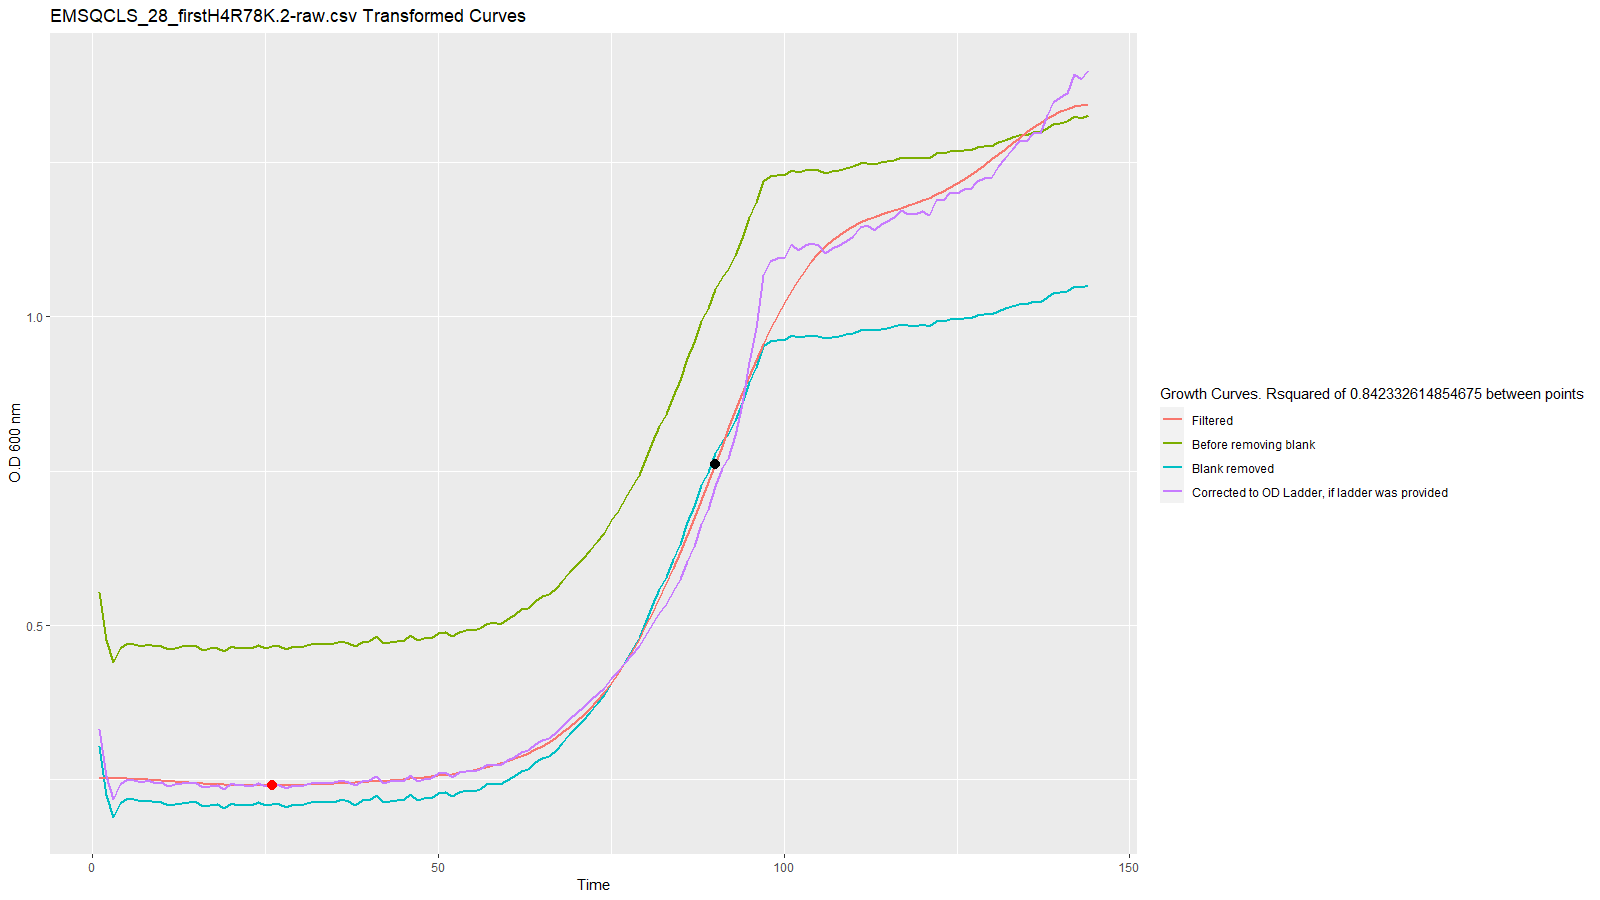 EMSQCLS_28_firstH4R78K.2-raw.csv Transformed Curves
O.D 600 nm
1.0
0.5
0
50
100
150
Time
Growth Curves. Rsquared of 0.842332614854675 between points
Filtered
Before removing blank
Blank removed
Corrected to OD Ladder, if ladder was provided